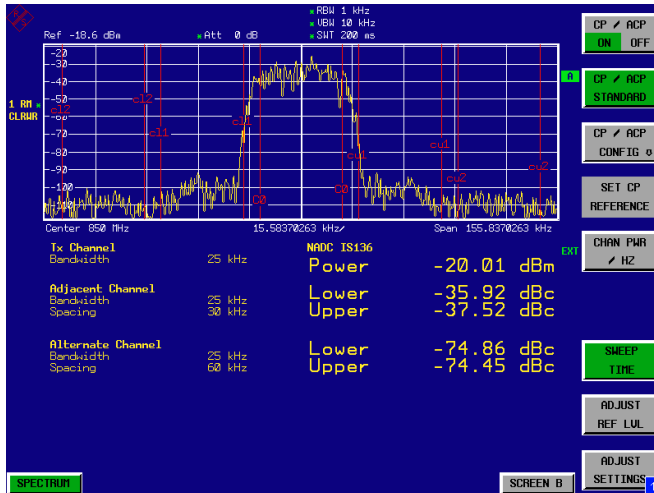 * RBW 1 kHz
* VBW 10 kHz
Ref -18.6 dBm * Att 0 dB * SWT 200 ms
CP / ACP
ON OFF
-20
-30
-40
A
CP / ACP
STANDARD
1 RM *
CLRWR
-50
cl2
cl2
cl1
-70
cl1
cu1
CP / ACP
CONFIG
-80
cu1
cu2
cu2
-90
-100
C0
C0
SET CP
REFERENCE
Center 850 MHz 15.58370263 kHz/ Span 155.8370263 kHz
Tx Channel NADC IS136
EXT
CHAN PWR
/ HZ
Bandwidth 25 kHz Power -20.01 dBm
Adjacent Channel
Bandwidth 25 kHz Lower -35.92 dBc
Spacing 30 kHz Upper -37.52 dBc
Alternate Channel
Bandwidth 25 kHz Lower -74.86 dBc
Spacing 60 kHz Upper -74.45 dBc
SWEEP
TIME
ADJUST
REF LVL
ADJUST
SETTINGS
SPECTRUM
SCREEN B
1